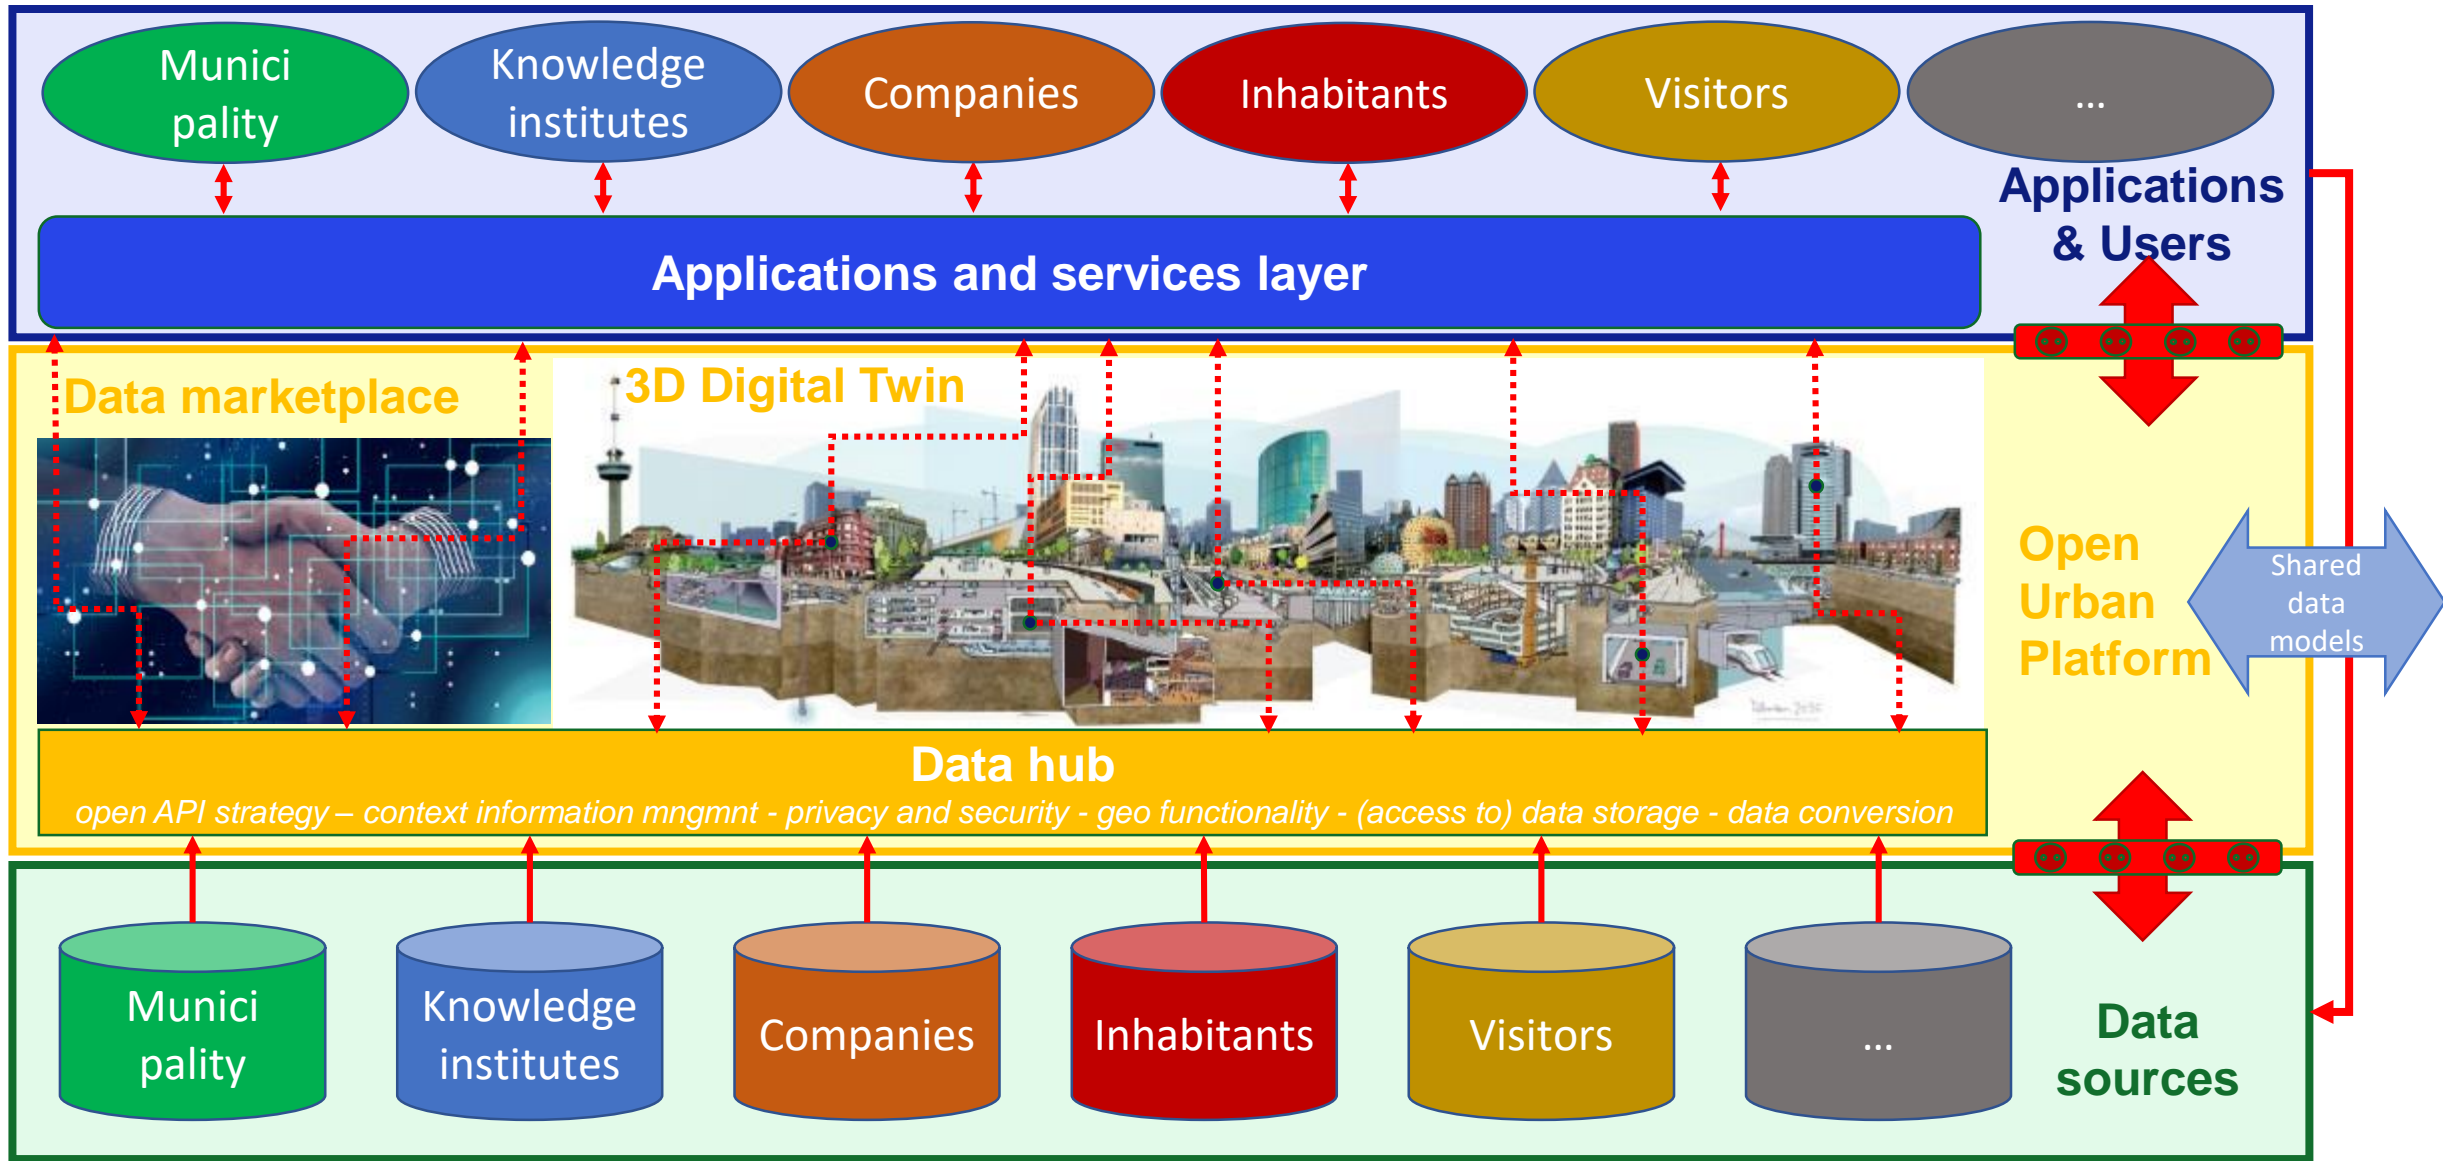 Munici
pality
Knowledge
institutes
Companies
Inhabitants
Visitors
...
Applications
& Users
Applications and services layer
Data marketplace
3D Digital Twin
Open
Urban
Platform
Shared
data
models
Data hub
open API strategy – context information mngmnt - privacy and security - geo functionality - (access to) data storage - data conversion
Munici
pality
Knowledge
institutes
Companies
Inhabitants
Visitors
...
Data
sources